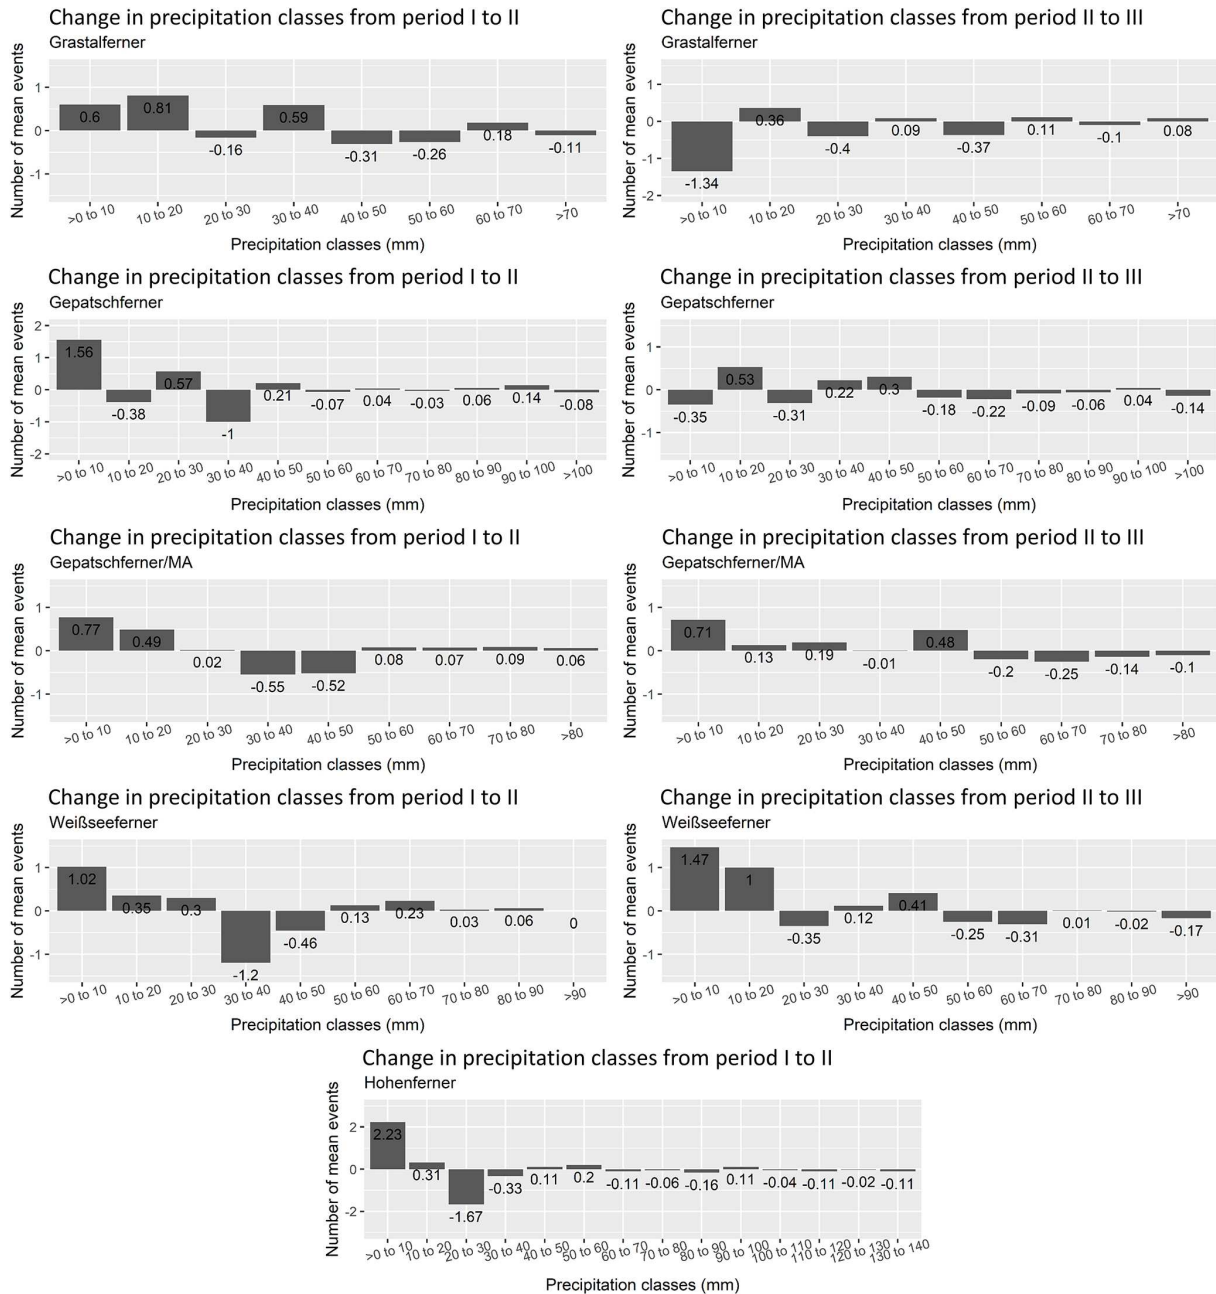 Change in precipitation classes from period I to II
Grastalferner
Number of mean events
1
0
-1
0.6
0.81
-0.16
0.59
-0.31
-0.26
0.18
-0.11
>0 to 10
10 to 20
20 to 30
30 to 40
40 to 50
50 to 60
60 to 70
>70
Precipitation classes (mm)
Change in precipitation classes from period II to III
Grastalferner
Number of mean events
1
0
-1
-2
-1.34
0.36
-0.4
0.09
-0.37
0.11
-0.1
0.08
>0 to 10
10 to 20
20 to 30
30 to 40
40 to 50
50 to 60
60 to 70
>70
Precipitation classes (mm)
Change in precipitation classes from period I to II
Gepatschferner
Number of mean events
2
1
0
-1
-2
1.56
-0.38
0.57
-1
0.21
-0.07
0.04
-0.03
0.06
0.14
-0.08
>0 to 10
10 to 20
20 to 30
30 to 40
40 to 50
50 to 60
60 to 70
70 to 80
80 to 90
90 to 100
>100
Precipitation classes (mm)
Change in precipitation classes from period II to III
Gepatschferner
Number of mean events
1
0
-1
-0.35
0.53
-0.31
0.22
0.3
-0.18
-0.22
-0.09
-0.06
0.04
-0.14
>0 to 10
10 to 20
20 to 30
30 to 40
40 to 50
50 to 60
60 to 70
70 to 80
80 to 90
90 to 100
>100
Precipitation classes (mm)
Change in precipitation classes from period I to II
Gepatschferner/MA
Number of mean events
1
0
-1
0.77
0.49
0.02
-0.55
-0.52
0.08
0.07
0.09
0.06
>0 to 10
10 to 20
20 to 30
30 to 40
40 to 50
50 to 60
60 to 70
70 to 80
>80
Precipitation classes (mm)
Change in precipitation classes from period II to III
Gepatschferner/MA
Number of mean events
1
0
-1
0.71
0.13
0.19
-0.01
0.48
-0.2
-0.25
-0.14
-0.1
>0 to 10
10 to 20
20 to 30
30 to 40
40 to 50
50 to 60
60 to 70
70 to 80
>80
Precipitation classes (mm)
Change in precipitation classes from period I to II
Weißseeferner
Number of mean events
1
0
-1
1.02
0.35
0.3
-1.2
-0.46
0.13
0.23
0.03
0.06
0
>0 to 10
10 to 20
20 to 30
30 to 40
40 to 50
50 to 60
60 to 70
70 to 80
80 to 90
>90
Precipitation classes (mm)
Change in precipitation classes from period II to III
Weißseeferner
Number of mean events
1
0
-1
1.47
1
-0.35
0.12
0.41
-0.25
-0.31
0.01
-0.02
-0.17
>0 to 10
10 to 20
20 to 30
30 to 40
40 to 50
50 to 60
60 to 70
70 to 80
80 to 90
>90
Precipitation classes (mm)
Change in precipitation classes from period I to II
Hohenferner
Number of mean events
2
0
-2
2.23
0.31
-1.67
-0.33
0.11
0.2
-0.11
-0.06
-0.16
0.11
-0.04
-0.11
-0.02
-0.11
>0 to 10
10 to 20
20 to 30
30 to 40
40 to 50
50 to 60
60 to 70
70 to 80
80 to 90
90 to 100
100 to 110
110 to 120
120 to 130
130 to 140
Precipitation classes (mm)